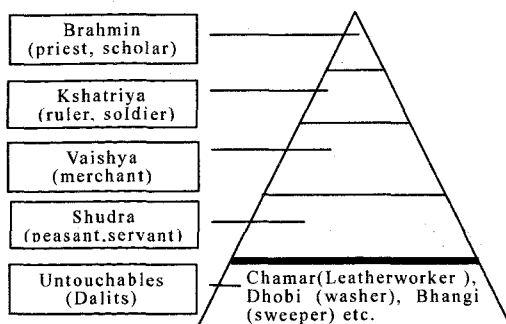 Brahmin
(priest, scholar)
Kshatriya
(ruler, soldier)
Vaishya
(merchant)
Shudra
(peasant,servant)
Untouchables
(Dalits)
Chamar(Leatherworker ),
Dhobi (washer), Bhangi
(sweeper) etc.